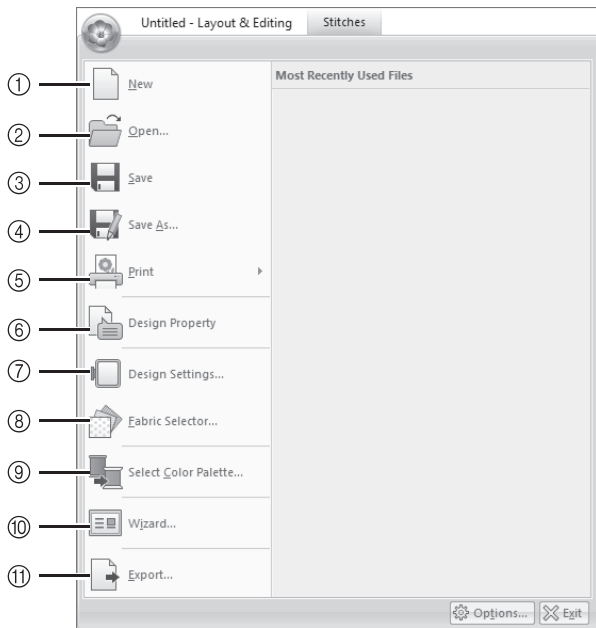 Untitled - Layout & Editing Stitches
Most Recently Used Files
① New
② Open...
③ Save
④ Save As...
⑤ Print
⑥ Design Property
⑦ Design Settings...
⑧ Fabric Selector...
⑨ Select Color Palette...
⑩ Wizard...
⑪ Export...
Options... Exit